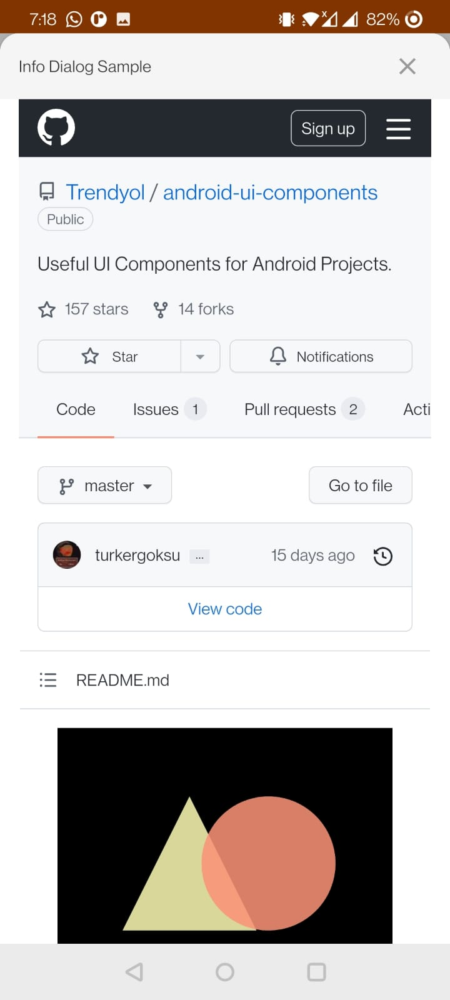 7:18 82%
Info Dialog Sample
Sign up
Trendyol / android-ui-components
Public
Useful UI Components for Android Projects.
157 stars 14 forks
Star Notifications
Code Issues 1 Pull requests 2 Acti
master Go to file
turkergoksu ... 15 days ago
View code
README.md